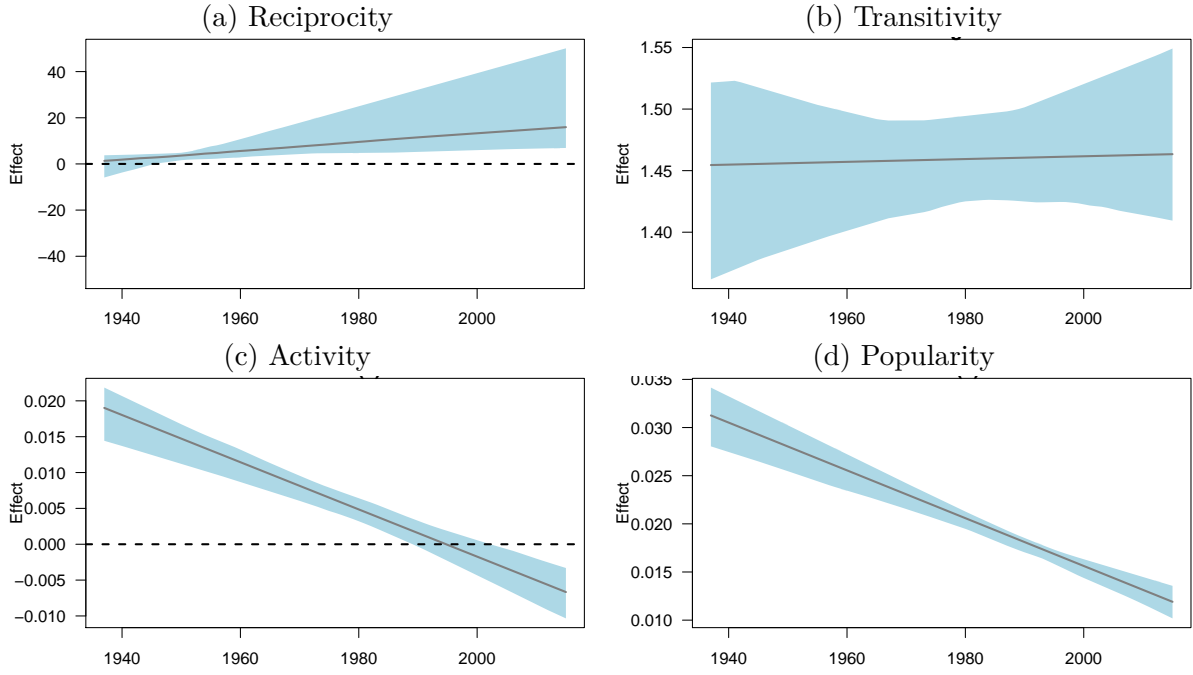 (a) Reciprocity
(b) Transitivity
40
20
0
−20
−40
Effect
1940 1960 1980 2000
1.55
1.50
1.45
1.40
Effect
1940 1960 1980 2000
(c) Activity
(d) Popularity
0.020
0.015
0.010
0.005
0.000
−0.005
−0.010
Effect
1940 1960 1980 2000
0.035
0.030
0.025
0.020
0.015
0.010
Effect
1940 1960 1980 2000